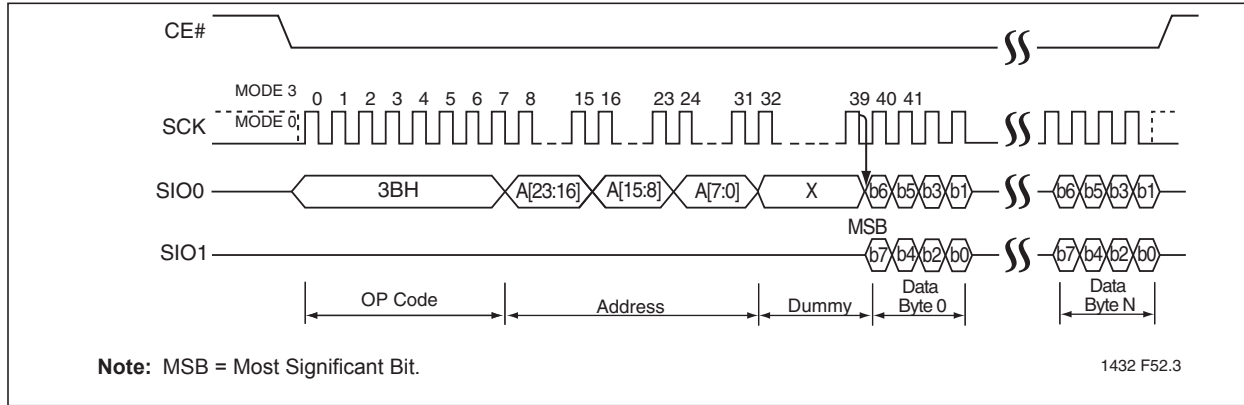 CE#
MODE 3
0 1 2 3 4 5 6 7 8 15 16 23 24 31 32 39 40 41
SCK
MODE 0
SIO0
3BH A[23:16] A[15:8] A[7:0] X b6 b5 b3 b1 b6 b5 b3 b1
MSB
SIO1
b7 b4 b2 b0 b7 b4 b2 b0
OP Code Address Dummy Data Byte 0 Data Byte N
Note: MSB = Most Significant Bit.
1432 F52.3